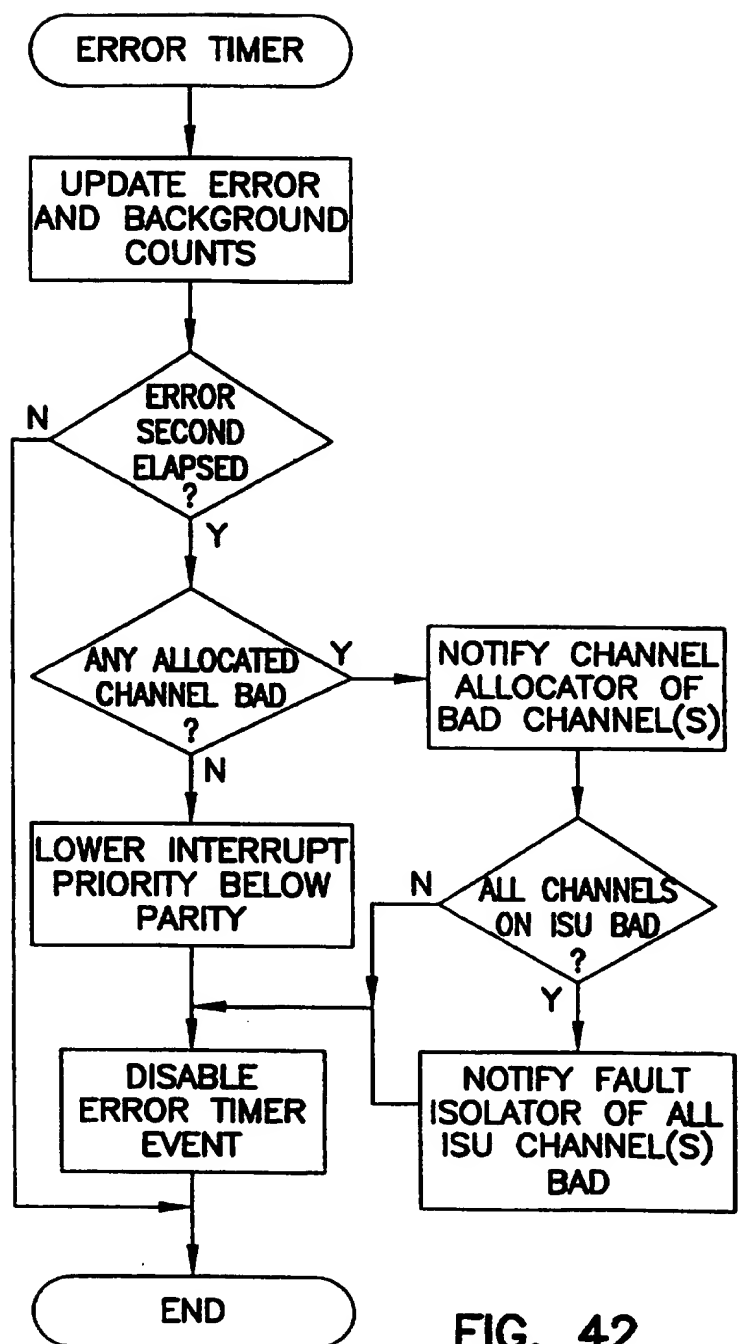 ERROR TIMER
UPDATE ERROR
AND BACKGROUND
COUNTS
ERROR
SECOND
ELAPSED
?
N
Y
ANY ALLOCATED
CHANNEL BAD
?
Y
N
NOTIFY CHANNEL
ALLOCATOR OF
BAD CHANNEL(S)
LOWER INTERRUPT
PRIORITY BELOW
PARITY
ALL CHANNELS
ON ISU BAD
?
N
Y
DISABLE
ERROR TIMER
EVENT
NOTIFY FAULT
ISOLATOR OF ALL
ISU CHANNEL(S)
BAD
END
FIG. 42